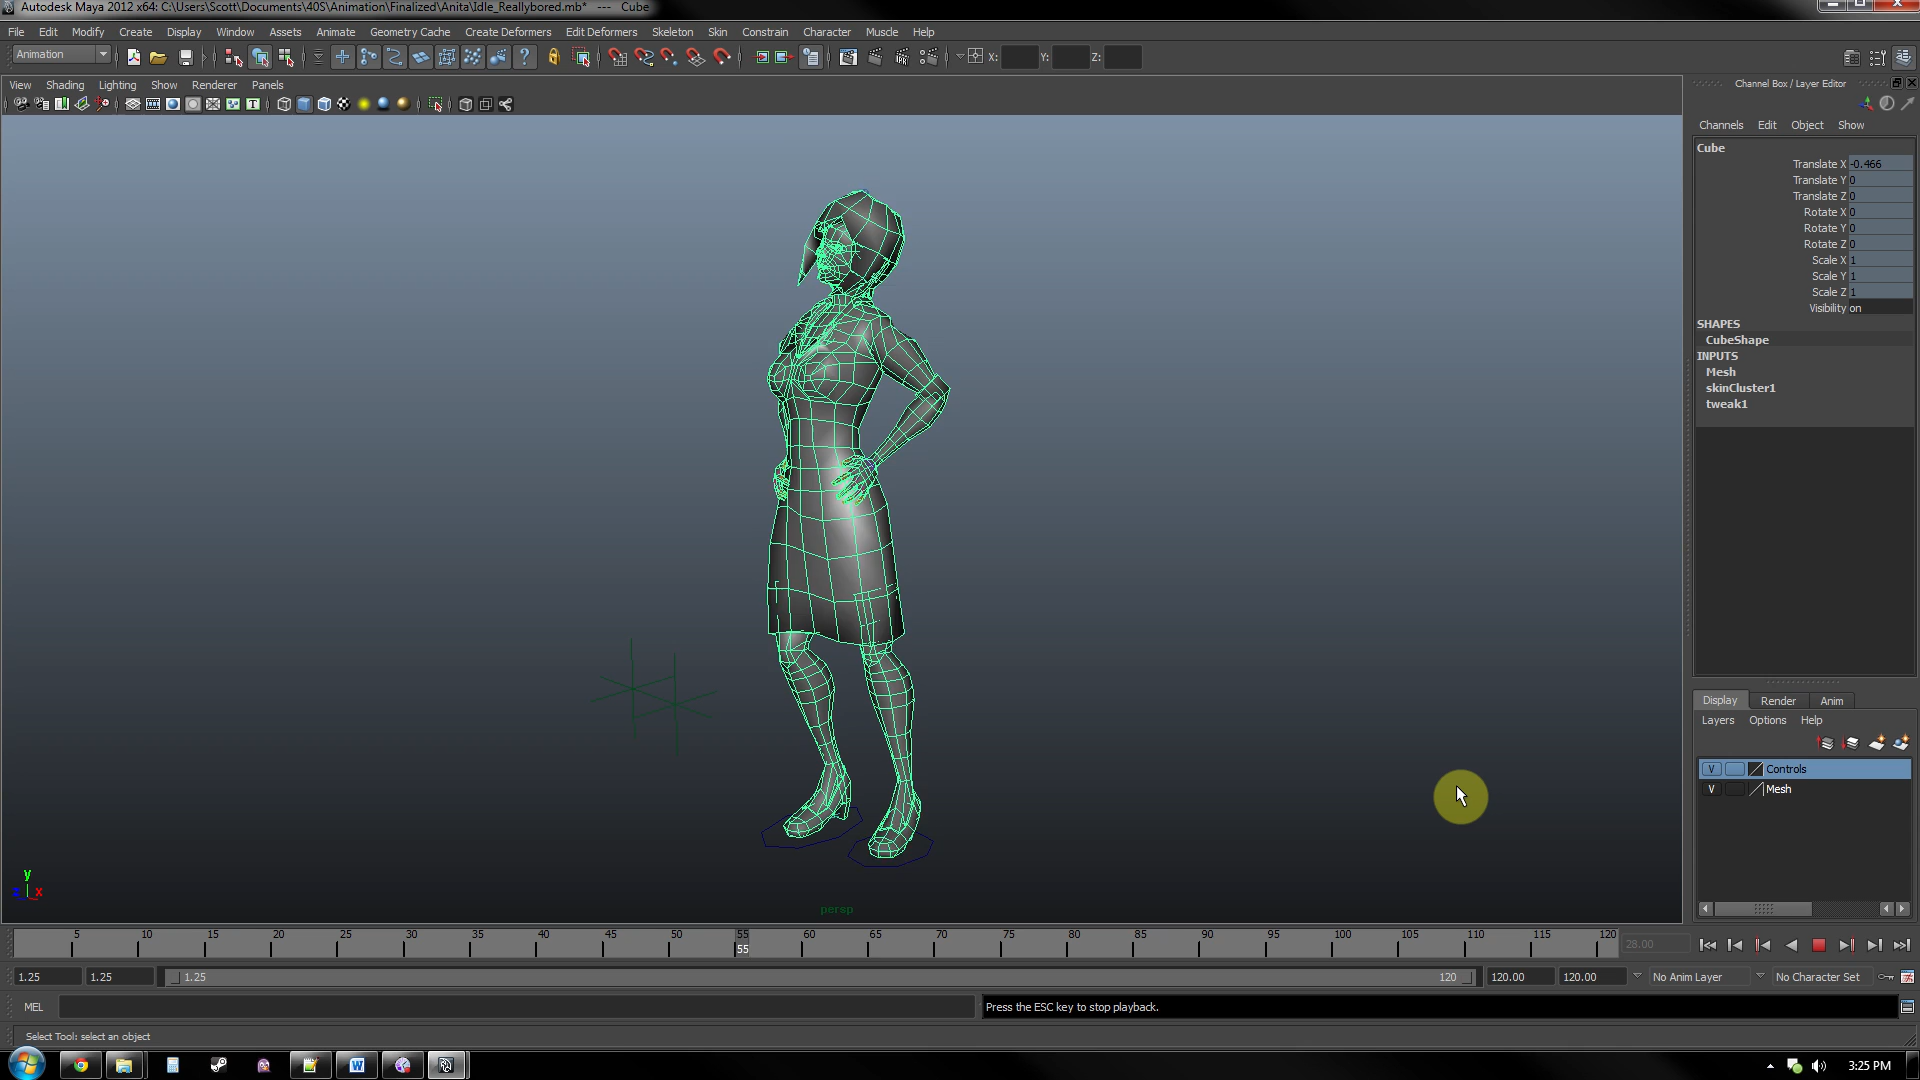 Autodesk Maya 2012 x64: C:\Users\Scott\Documents\40S\Animation\Finalized\Anita\Idle_Reallybored.mb* --- Cube
File Edit Modify Create Display Window Assets Animate Geometry Cache Create Deformers Edit Deformers Skeleton Skin Constrain Character Muscle Help
Animation X: Y: Z:
View Shading Lighting Show Renderer Panels
Channel Box / Layer Editor
Channels Edit Object Show
Cube
Translate X -0.466
Translate Y 0
Translate Z 0
Rotate X 0
Rotate Y 0
Rotate Z 0
Scale X 1
Scale Y 1
Scale Z 1
Visibility on
SHAPES
CubeShape
INPUTS
Mesh
skinCluster1
tweak1
Display Render Anim
Layers Options Help
V Controls
V Mesh
y
z x
persp
5 10 15 20 25 30 35 40 45 50 55 60 65 70 75 80 85 90 95 100 105 110 115 120
55
28.00
1.25 1.25 1.25 120 120.00 120.00 No Anim Layer No Character Set
MEL Press the ESC key to stop playback.
Select Tool: select an object
3:25 PM